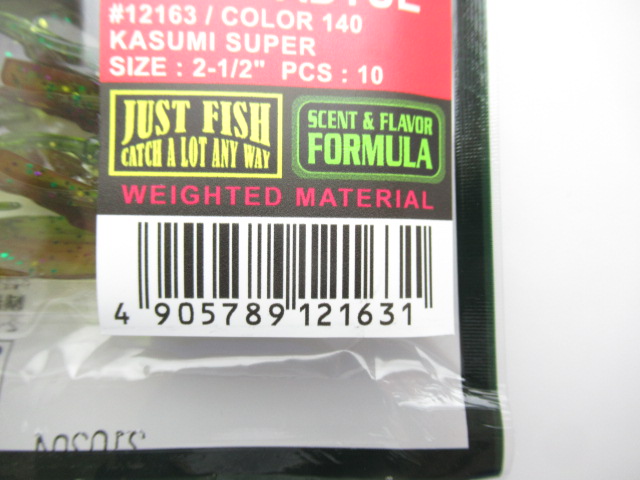 #12163 / COLOR 140
KASUMI SUPER
SIZE : 2-1/2" PCS : 10
JUST FISH
CATCH A LOT ANY WAY
SCENT & FLAVOR
FORMULA
WEIGHTED MATERIAL
4 905789 121631